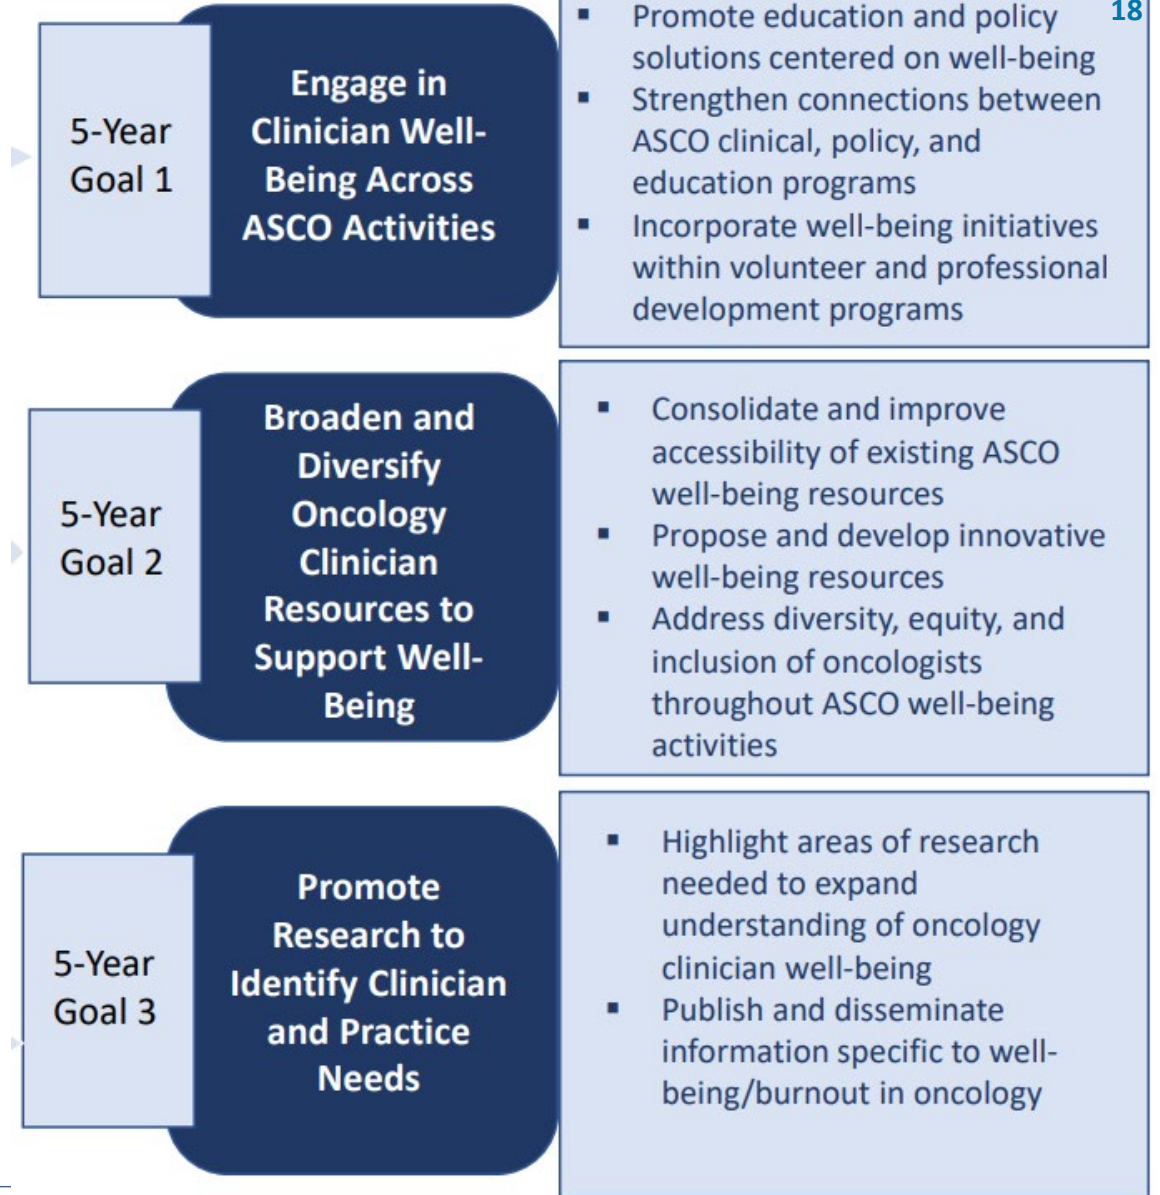 18
5-Year
Goal 1
Engage in
Clinician Well-
Being Across
ASCO Activities
▪ Promote education and policy
solutions centered on well-being
▪ Strengthen connections between
ASCO clinical, policy, and
education programs
▪ Incorporate well-being initiatives
within volunteer and professional
development programs
5-Year
Goal 2
Broaden and
Diversify
Oncology
Clinician
Resources to
Support Well-
Being
▪ Consolidate and improve
accessibility of existing ASCO
well-being resources
▪ Propose and develop innovative
well-being resources
▪ Address diversity, equity, and
inclusion of oncologists
throughout ASCO well-being
activities
5-Year
Goal 3
Promote
Research to
Identify Clinician
and Practice
Needs
▪ Highlight areas of research
needed to expand
understanding of oncology
clinician well-being
▪ Publish and disseminate
information specific to well-
being/burnout in oncology